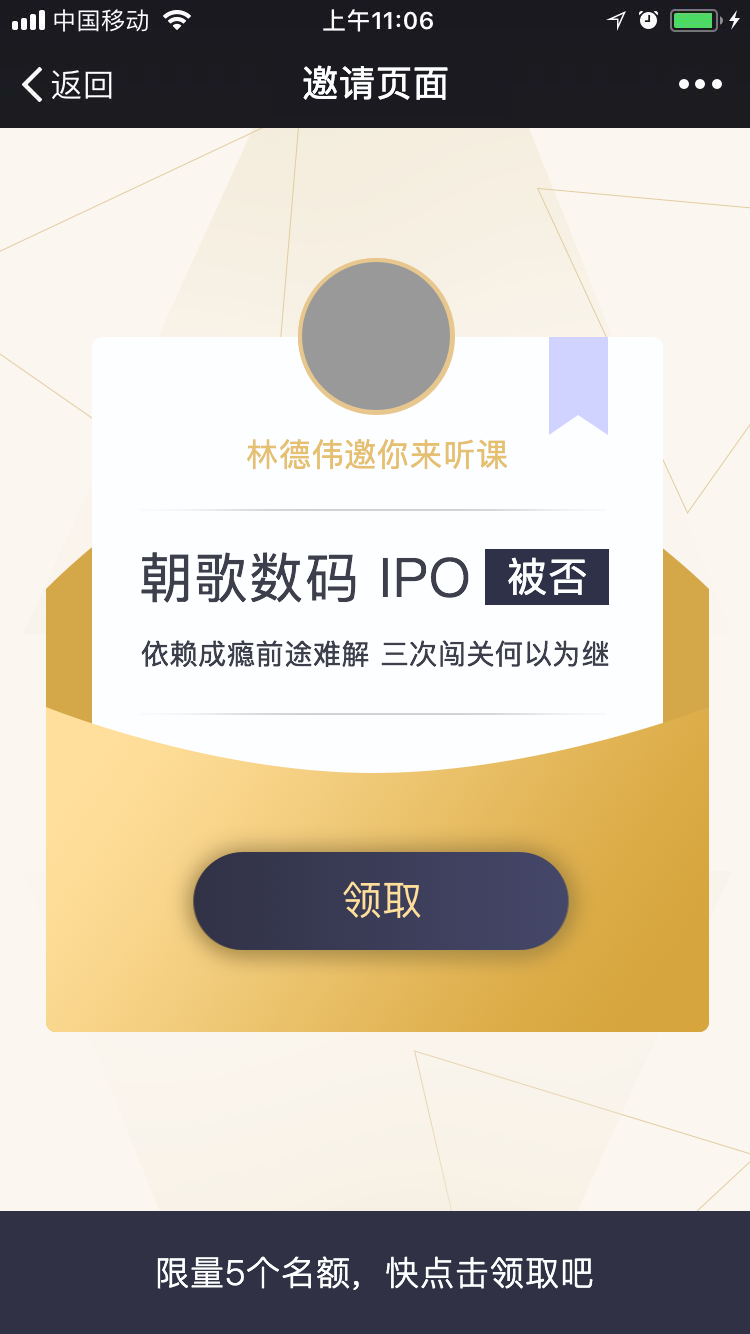 中国移动 上午11:06
返回 邀请页面
林德伟邀你来听课
朝歌数码 IPO 被否
依赖成瘾前途难解 三次闯关何以为继
领取
限量5个名额，快点击领取吧